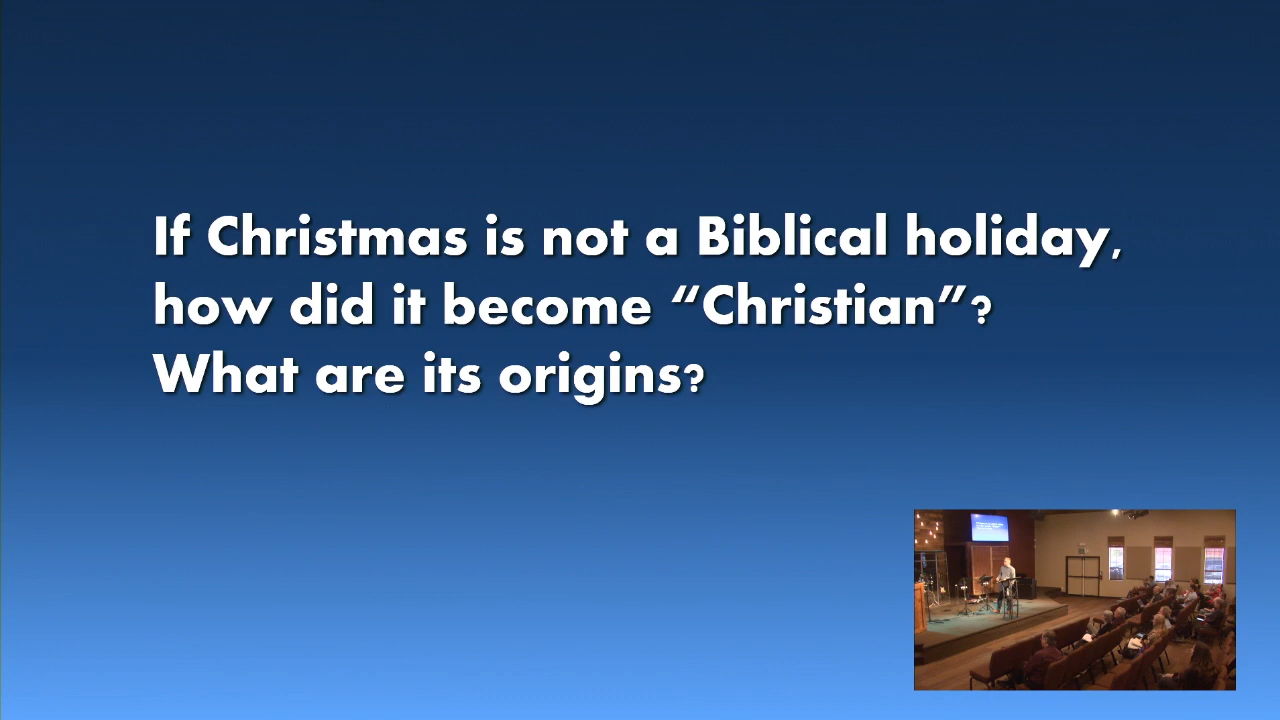 If Christmas is not a Biblical holiday,
how did it become “Christian”?
What are its origins?